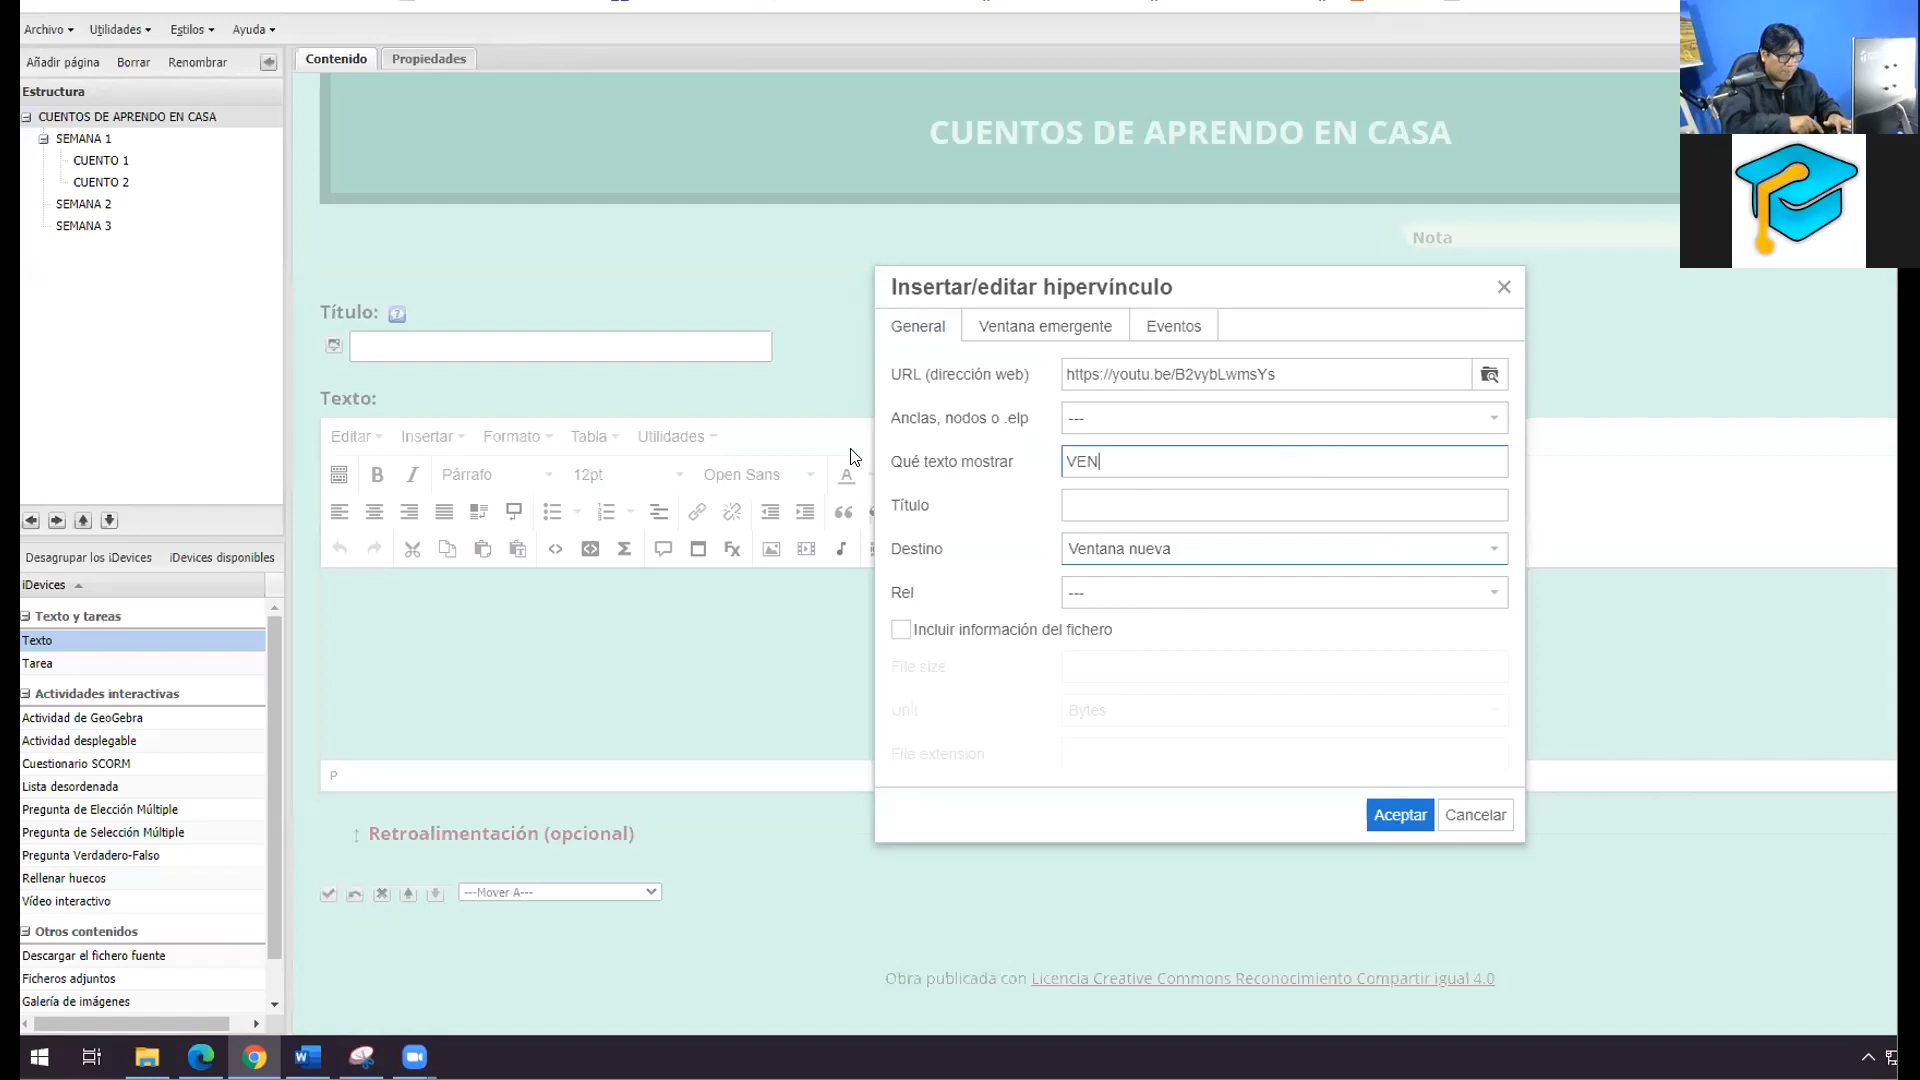 Archivo Utilidades Estilos Ayuda
Añadir página Borrar Renombrar
Estructura
CUENTOS DE APRENDO EN CASA
SEMANA 1
CUENTO 1
CUENTO 2
SEMANA 2
SEMANA 3
Desagrupar los iDevices iDevices disponibles
iDevices
Texto y tareas
Texto
Tarea
Actividades interactivas
Actividad de GeoGebra
Actividad desplegable
Cuestionario SCORM
Lista desordenada
Pregunta de Elección Múltiple
Pregunta de Selección Múltiple
Pregunta Verdadero-Falso
Rellenar huecos
Vídeo interactivo
Otros contenidos
Descargar el fichero fuente
Ficheros adjuntos
Galería de imágenes
Contenido Propiedades
CUENTOS DE APRENDO EN CASA
Nota
Título:
Texto:
Editar Insertar Formato Tabla Utilidades
B I Párrafo 12pt Open Sans A
P
Retroalimentación (opcional)
---Mover A---
Obra publicada con Licencia Creative Commons Reconocimiento Compartir igual 4.0
Insertar/editar hipervínculo
General Ventana emergente Eventos
URL (dirección web) https://youtu.be/B2vybLwmsYs
Anclas, nodos o .elp ---
Qué texto mostrar VEN
Título
Destino Ventana nueva
Rel ---
Incluir información del fichero
File size
Unit Bytes
File extension
Aceptar Cancelar